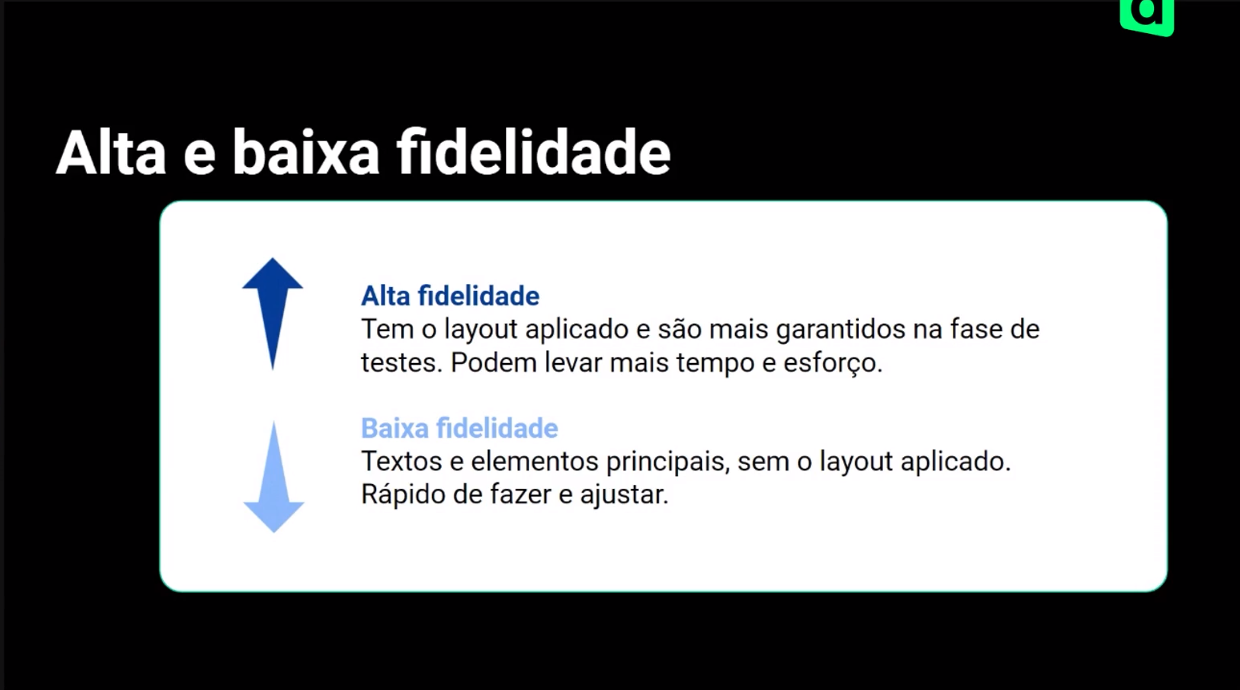 a
Alta e baixa fidelidade
Alta fidelidade
Tem o layout aplicado e são mais garantidos na fase de
testes. Podem levar mais tempo e esforço.
Baixa fidelidade
Textos e elementos principais, sem o layout aplicado.
Rápido de fazer e ajustar.